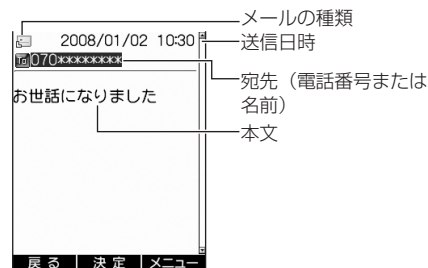 メールの種類
2008/01/02 10:30
送信日時
To 070********
宛先（電話番号または
名前）
お世話になりました
本文
戻る 決定 メニュー